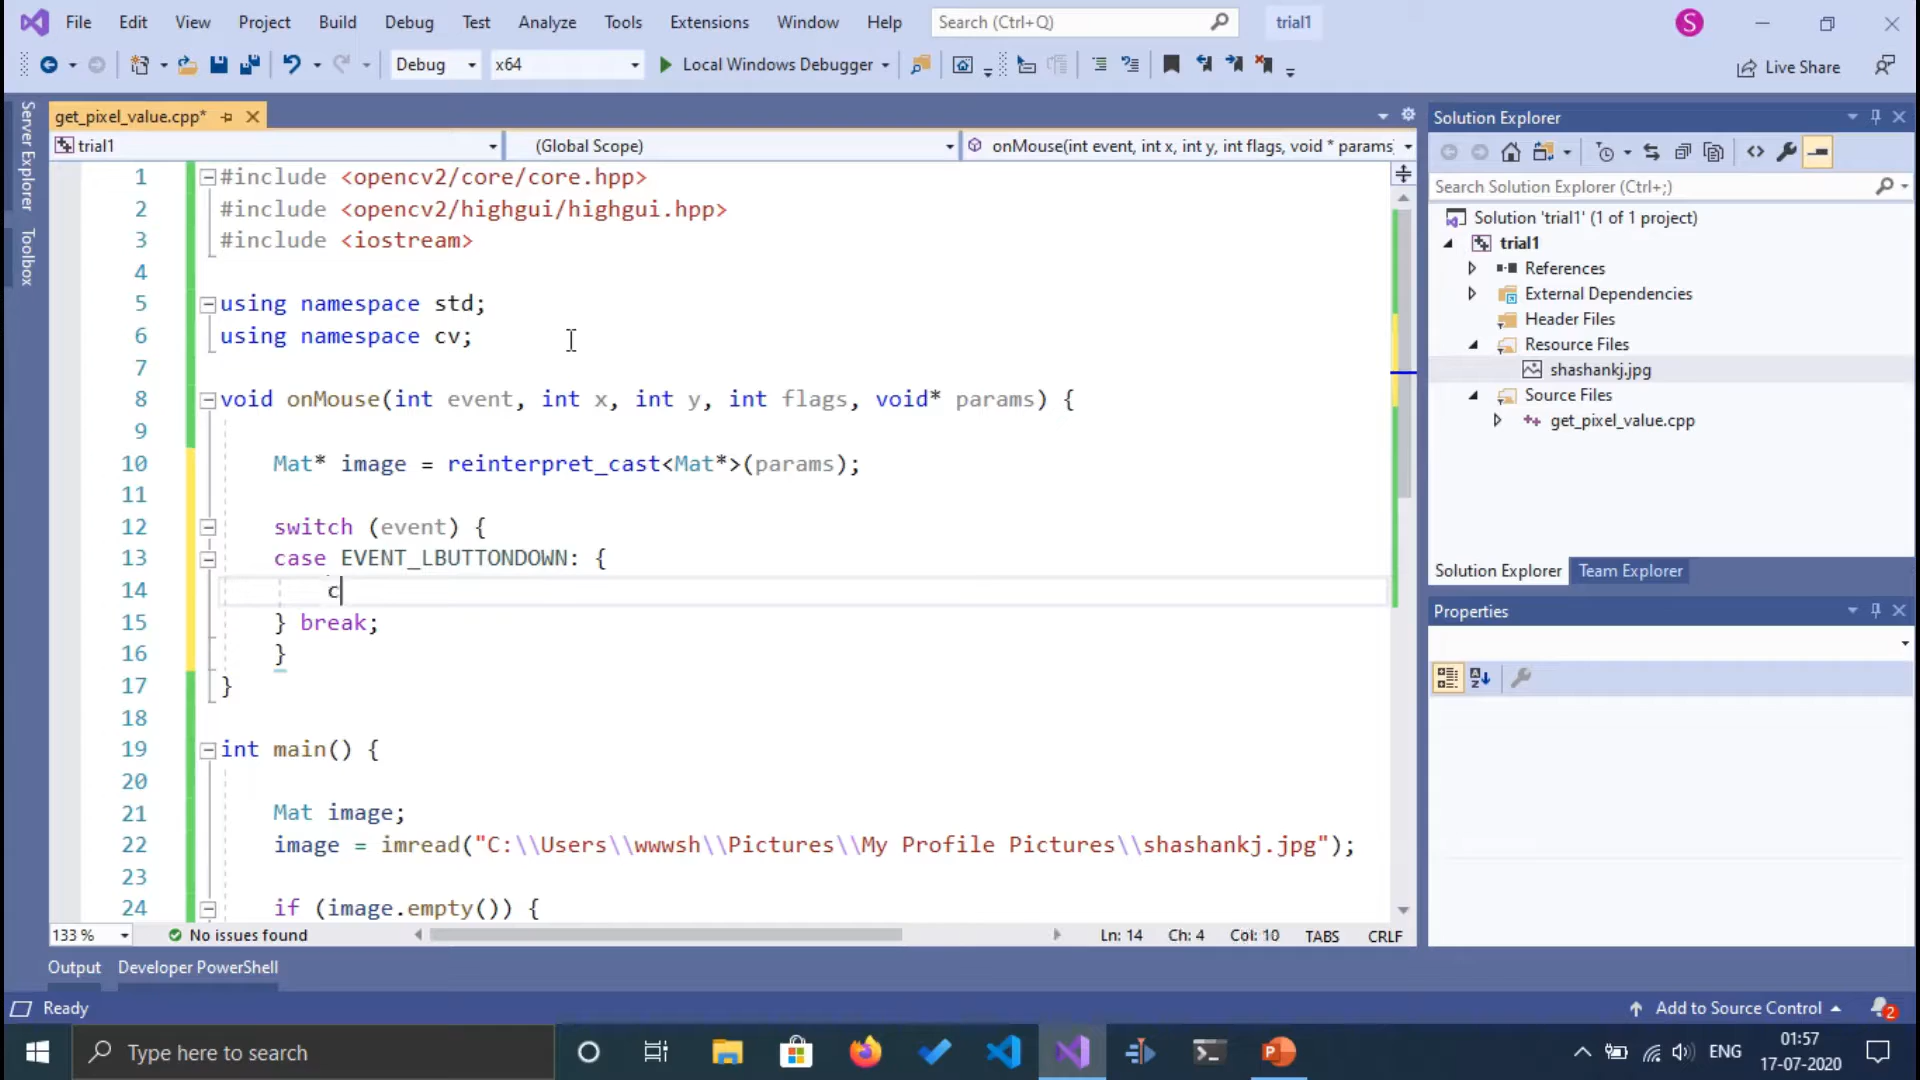 File Edit View Project Build Debug Test Analyze Tools Extensions Window Help Search (Ctrl+Q) trial1 S
Debug x64 Local Windows Debugger Live Share
Server Explorer
Toolbox
get_pixel_value.cpp*
trial1 (Global Scope) onMouse(int event, int x, int y, int flags, void * params)
1 #include <opencv2/core/core.hpp>
2 #include <opencv2/highgui/highgui.hpp>
3 #include <iostream>
4
5 using namespace std;
6 using namespace cv;
7
8 void onMouse(int event, int x, int y, int flags, void* params) {
9
10 Mat* image = reinterpret_cast<Mat*>(params);
11
12 switch (event) {
13 case EVENT_LBUTTONDOWN: {
14 c
15 } break;
16 }
17 }
18
19 int main() {
20
21 Mat image;
22 image = imread("C:\\Users\\wwwsh\\Pictures\\My Profile Pictures\\shashankj.jpg");
23
24 if (image.empty()) {
133 % No issues found Ln: 14 Ch: 4 Col: 10 TABS CRLF
Solution Explorer
Search Solution Explorer (Ctrl+;)
Solution 'trial1' (1 of 1 project)
trial1
References
External Dependencies
Header Files
Resource Files
shashankj.jpg
Source Files
get_pixel_value.cpp
Solution Explorer Team Explorer
Properties
Output Developer PowerShell
Ready Add to Source Control 2
Type here to search ENG 01:57
17-07-2020